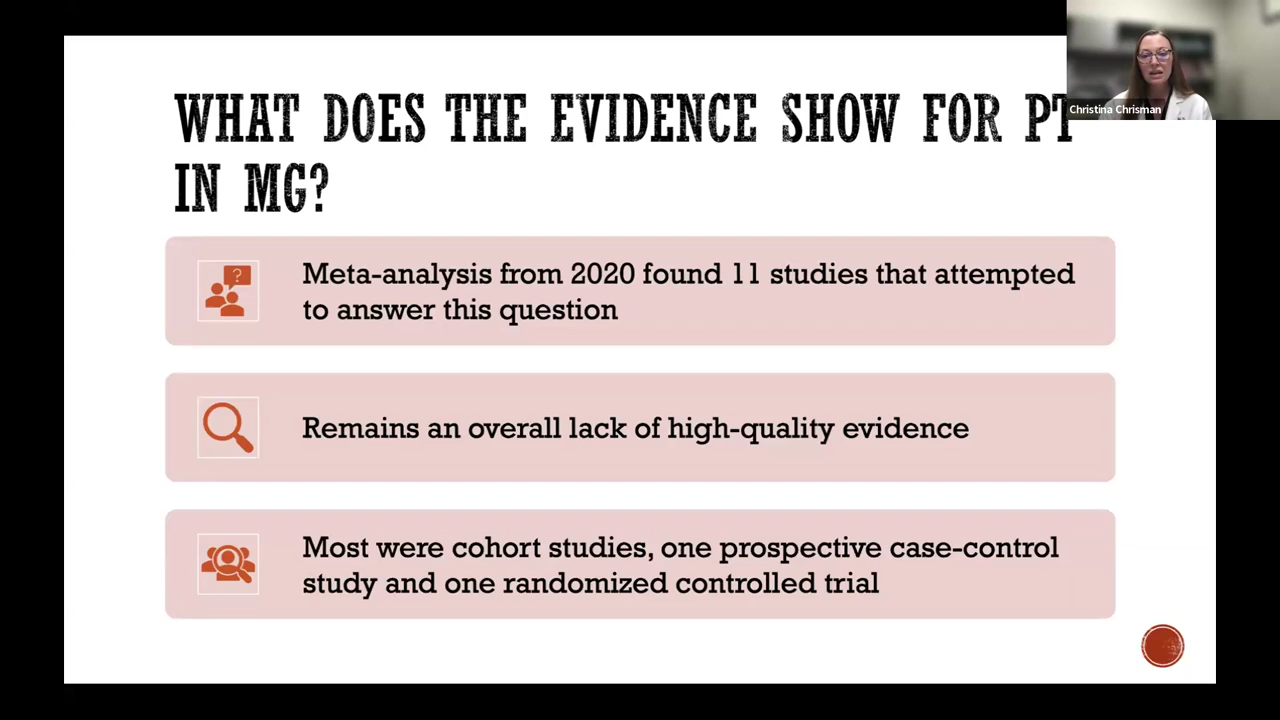 WHAT DOES THE EVIDENCE SHOW FOR PT
IN MG?
Christina Chrisman
?
Meta-analysis from 2020 found 11 studies that attempted
to answer this question
Remains an overall lack of high-quality evidence
Most were cohort studies, one prospective case-control
study and one randomized controlled trial